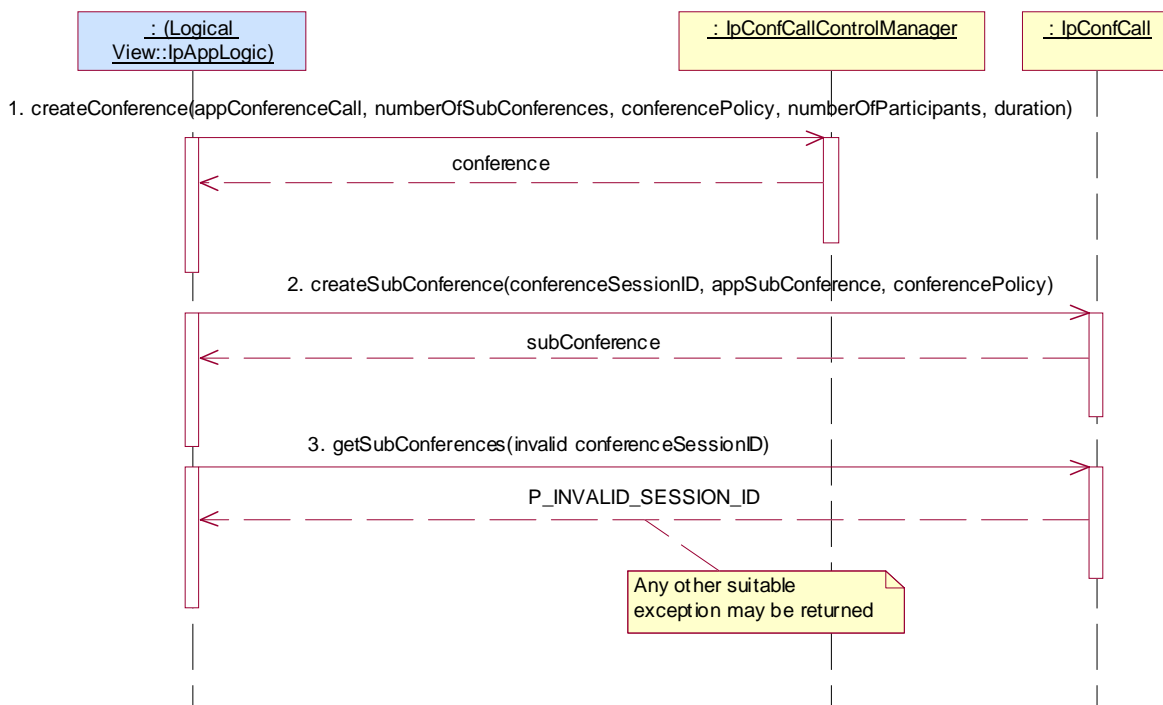 : (Logical
View::IpAppLogic)
: IpConfCallControlManager
: IpConfCall
1. createConference(appConferenceCall, numberOfSubConferences, conferencePolicy, numberOfParticipants, duration)
conference
2. createSubConference(conferenceSessionID, appSubConference, conferencePolicy)
subConference
3. getSubConferences(invalid conferenceSessionID)
P_INVALID_SESSION_ID
Any other suitable
exception may be returned